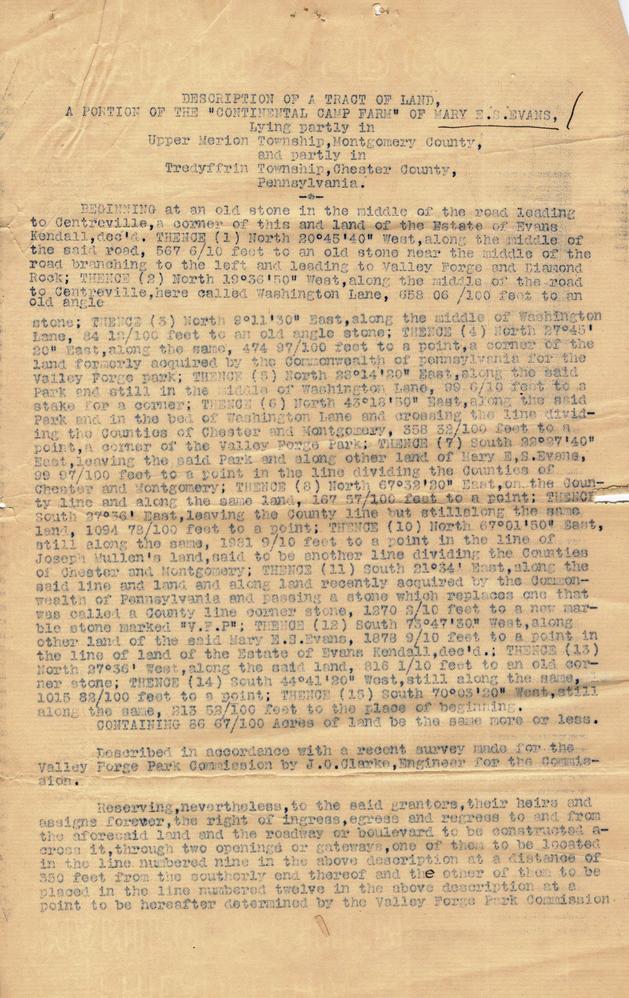 DESCRIPTION OF A TRACT OF LAND,
A PORTION OF THE "CONTINENTAL CAMP FARM" OF MARY E.S.EVANS,
Lying partly in
Upper Merion Township,Montgomery County,
and partly in
Tredyffrin Township,Chester County,
Pennsylvania.
BEGINNING at an old stone in the middle of the road leading
to Centreville,a corner of this and land of the Estate of Evans
Kendall,dec'd. THENCE (1) North 20°45'40" West,along the middle of
the said road, 567 6/10 feet to an old stone near the middle of the
road branching to the left and leading to Valley Forge and Diamond
Rock; THENCE (2) North 19°36'50" West,along the middle of the road
to Centreville,here called Washington Lane, 658 06 /100 feet to an
old angle
stone; THENCE (3) North 9°11'30" East,along the middle of Washington
Lane, 84 12/100 feet to an old angle stone; THENCE (4) North 27°45'
20" East,along the same, 474 97/100 feet to a point,a corner of the
land formerly acquired by the Commonwealth of pennsylvania for the
Valley Forge park; THENCE (5) North 28°14'20" East,along the said
Park and still in the middle of Washington Lane, 99 6/10 feet to a
stake for a corner; THENCE (6) North 43°18'50" East,along the said
Park and in the bed of Washington Lane and crossing the line divid-
ing the Counties of Chester and Montgomery, 358 32/100 feet to a
point,a corner of the Valley Forge Park; THENCE (7) South 22°27'40"
East,leaving the said Park and along other land of Mary E.S.Evans,
99 97/100 feet to a point in the line dividing the Counties of
Chester and Montgomery; THENCE (8) North 67°32'20" East,on the Coun-
ty line and along the same land, 167 57/100 feet to a point; THENCE
South 27°36' East,leaving the County line but stillalong the same
land, 1094 78/100 feet to a point; THENCE (10) North 67°01'50" East,
still along the same, 1981 9/10 feet to a point in the line of
Joseph Mullen's land,said to be another line dividing the Counties
of Chester and Montgomery; THENCE (11) South 21°34' East,along the
said line and land and along land recently acquired by the Common-
wealth of Pennsylvania and passing a stone which replaces one that
was called a County line corner stone, 1270 2/10 feet to a new mar-
ble stone marked "V.F.P"; THENCE (12) South 73°47'30" West,along
other land of the said Mary E.S.Evans, 1878 9/10 feet to a point in
the line of land of the Estate of Evans Kendall,dec'd.; THENCE (13)
North 27°36' West,along the said land, 816 1/10 feet to an old cor-
ner stone; THENCE (14) South 44°41'20" West,still along the same,
1015 82/100 feet to a point; THENCE (15) South 70°03'20" West,still
along the same, 213 52/100 feet to the place of beginning.
CONTAINING 86 67/100 Acres of land be the same more or less.
Described in accordance with a recent survey made for the
Valley Forge Park Commission by J.O.Clarke,Engineer for the Commis-
sion.
Reserving,nevertheless,to the said grantors,their heirs and
assigns forever,the right of ingress,egress and regress to and from
the aforesaid land and the roadway or boulevard to be constructed a-
cross it,through two openings or gateways,one of them to be located
in the line numbered nine in the above description at a distance of
350 feet from the southerly end thereof and the other of them to be
placed in the line numbered twelve in the above description at a
point to be hereafter determined by the Valley Forge Park Commission